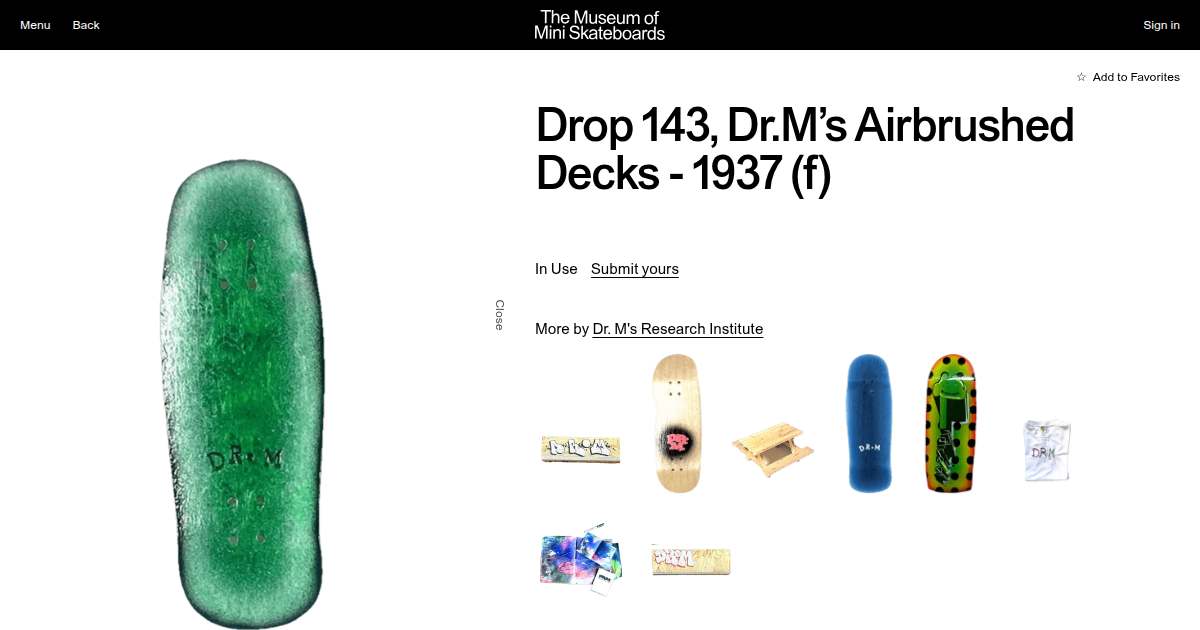 Menu
Back
The Museum of
Mini Skateboards
Sign in
☆ Add to Favorites
Drop 143, Dr.M’s Airbrushed
Decks - 1937 (f)
In Use
Submit yours
Close
More by Dr. M's Research Institute
DR•M
DR•M
DR.M